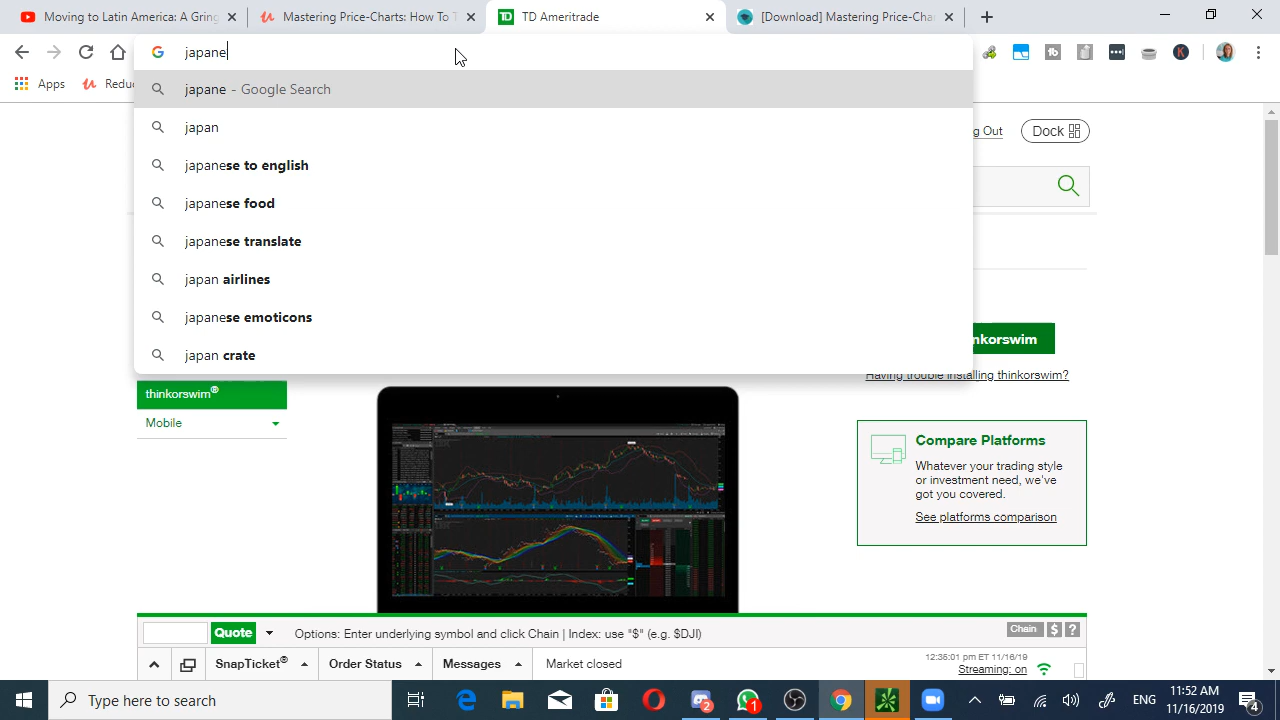 Moving to Latin America: A Gring
Mastering Price-Charts: How To T
TD Ameritrade
[Download] Mastering Price-Cha
japane
Apps
Redu
japane - Google Search
japan
japanese to english
japanese food
japanese translate
japan airlines
japanese emoticons
japan crate
g Out
Dock
nkorswim
Having trouble installing thinkorswim?
thinkorswim®
Mobile
Compare Platforms
Whatever your trading style
or investment need, we've
got you covered.
See platforms comparison
Quote
Options: Enter underlying symbol and click Chain | Index: use "$" (e.g. $DJI)
Chain $ ?
SnapTicket®
Order Status
Messages
Market closed
12:35:01 pm ET 11/16/19
Streaming: on
Type here to search
2
1
ENG
11:52 AM
11/16/2019
4